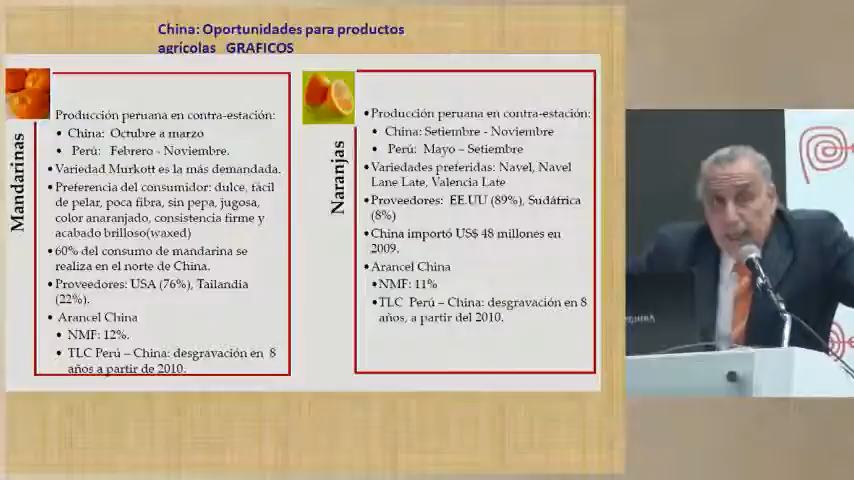 China: Oportunidades para productos
agrícolas GRAFICOS
Mandarinas
Producción peruana en contra-estación:
• China: Octubre a marzo
• Perú: Febrero - Noviembre.
•Variedad Murkott es la más demandada.
•Preferencia del consumidor: dulce, fácil
de pelar, poca fibra, sin pepa, jugosa,
color anaranjado, consistencia firme y
acabado brilloso(waxed)
•60% del consumo de mandarina se
realiza en el norte de China.
•Proveedores: USA (76%), Tailandia
(22%).
• Arancel China
• NMF: 12%.
• TLC Perú – China: desgravación en 8
años a partir de 2010.
Naranjas
•Producción peruana en contra-estación:
• China: Setiembre - Noviembre
• Perú: Mayo – Setiembre
•Variedades preferidas: Navel, Navel
Lane Late, Valencia Late
•Proveedores: EE.UU (89%), Sudáfrica
(8%)
•China importó US$ 48 millones en
2009.
•Arancel China
•NMF: 11%
•TLC Perú – China: desgravación en 8
años, a partir del 2010.